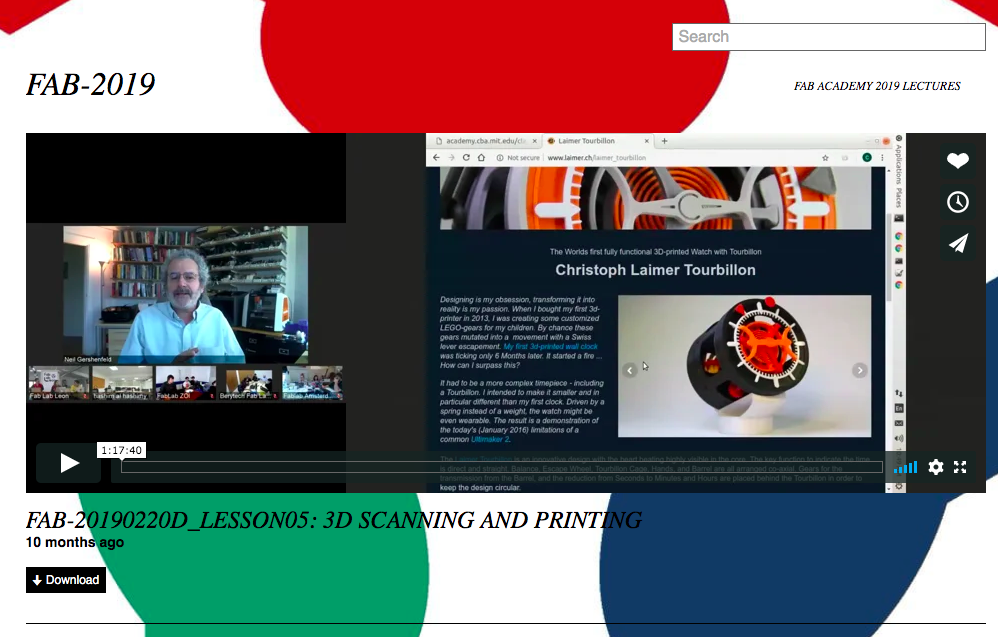 Search
FAB-2019
FAB ACADEMY 2019 LECTURES
academy.cba.mit.edu/cla
Laimer Tourbillon
Not secure
www.laimer.ch/laimer_tourbillon
Applications
Places
The Worlds first fully functional 3D-printed Watch with Tourbillon
Christoph Laimer Tourbillon
Designing is my obsession, transforming it into
reality is my passion. When I bought my first 3d-
printer in 2013, I was creating some customized
LEGO-gears for my children. By chance these
gears mutated into a movement with a Swiss
lever escapement. My first 3d-printed wall clock
was ticking only 6 Months later. It started a fire ...
How can I surpass this?
It had to be a more complex timepiece - including
a Tourbillon. I intended to make it smaller and in
particular different than my first clock. Driven by a
spring instead of a weight, the watch might be
even wearable. The result is a demonstration of
the today's (January 2016) limitations of a
common Ultimaker 2.
The Laimer Tourbillon is an innovative design with the heart beating highly visible in the core. The key function to indicate the time
is direct and straight. Balance, Escape Wheel, Tourbillon Cage, Hands, and Barrel are all arranged co-axial. Gears for the
transmission from the Barrel, and the reduction from Seconds to Minutes and Hours are placed behind the Tourbillon in order to
keep the design circular.
En
Neil Gershenfeld
Fab Lab Leon
FabLab ZOI
Berytech Fab La...
Fablab Amsterd...
1:17:40
FAB-20190220D_LESSON05: 3D SCANNING AND PRINTING
10 months ago
Download